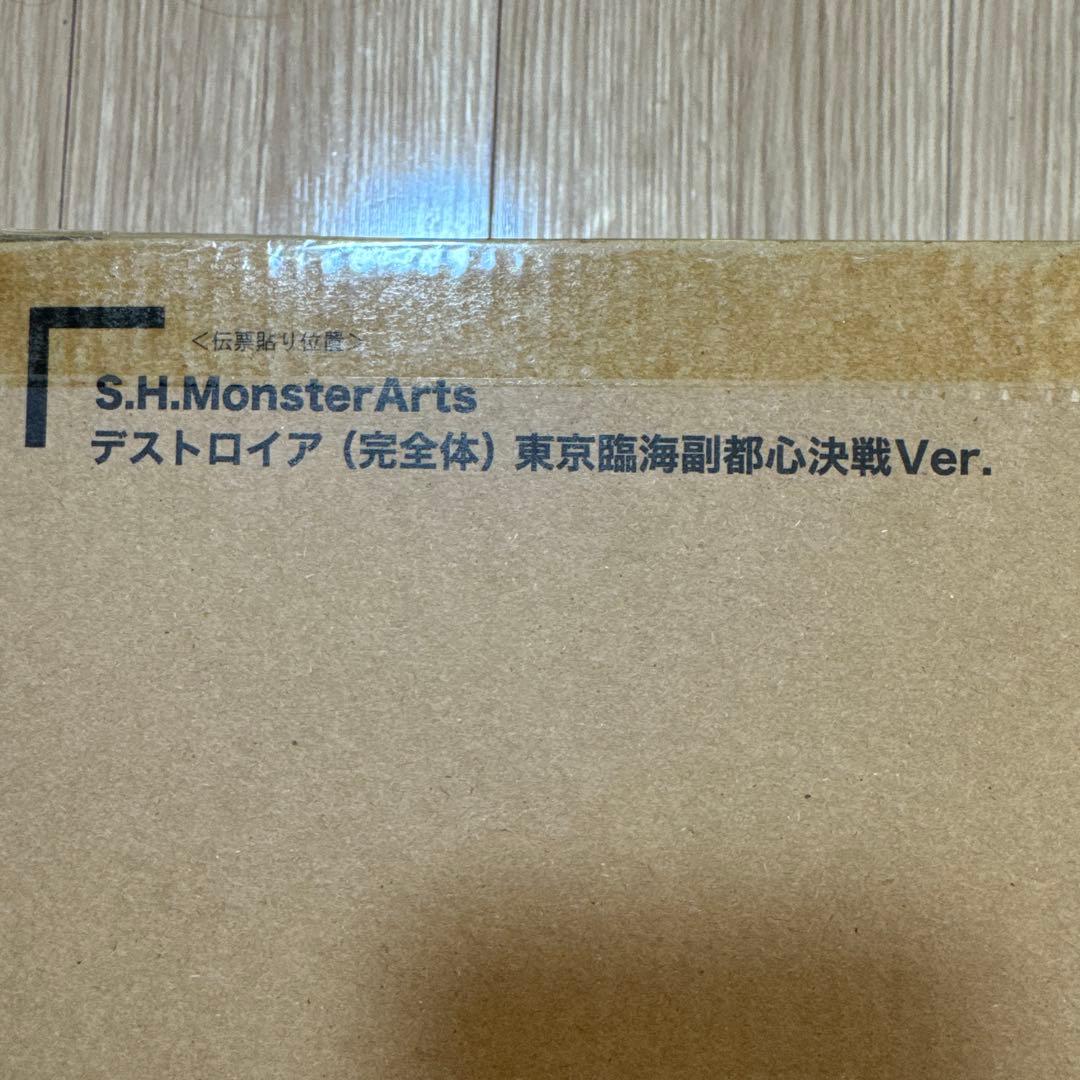 ＜伝票貼り位置＞
S.H.MonsterArts
デストロイア（完全体）東京臨海副都心決戦Ver.